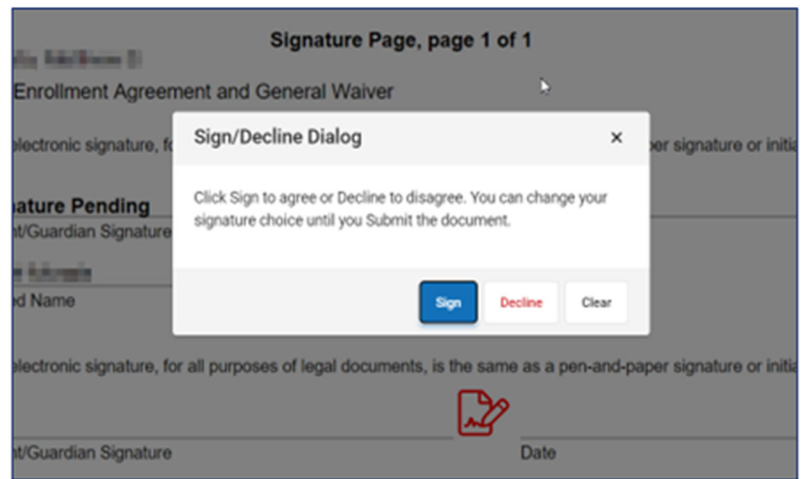 Signature Page, page 1 of 1
Enrollment Agreement and General Waiver
Sign/Decline Dialog
electronic signature, fo
per signature or initia
Click Sign to agree or Decline to disagree. You can change your
signature choice until you Submit the document.
ature Pending
nt/Guardian Signature
ed Name
Sign Decline Clear
electronic signature, for all purposes of legal documents, is the same as a pen-and-paper signature or initia
nt/Guardian Signature Date